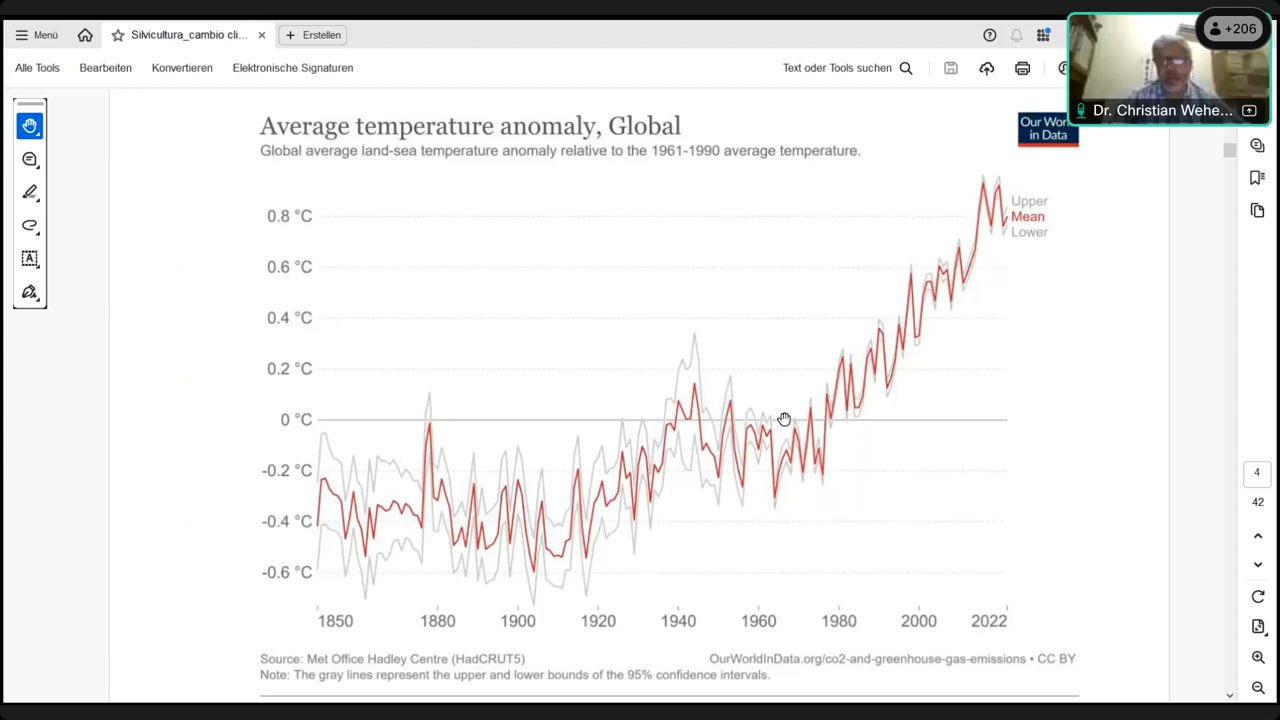 Menü
Silvicultura_cambio cli...
Erstellen
+206
Alle Tools
Bearbeiten
Konvertieren
Elektronische Signaturen
Text oder Tools suchen
Dr. Christian Wehe...
Average temperature anomaly, Global
Global average land-sea temperature anomaly relative to the 1961-1990 average temperature.
Our World
in Data
Upper
Mean
Lower
0.8 °C
0.6 °C
0.4 °C
0.2 °C
0 °C
-0.2 °C
-0.4 °C
-0.6 °C
1850
1880
1900
1920
1940
1960
1980
2000
2022
4
42
Source: Met Office Hadley Centre (HadCRUT5)
OurWorldInData.org/co2-and-greenhouse-gas-emissions • CC BY
Note: The gray lines represent the upper and lower bounds of the 95% confidence intervals.